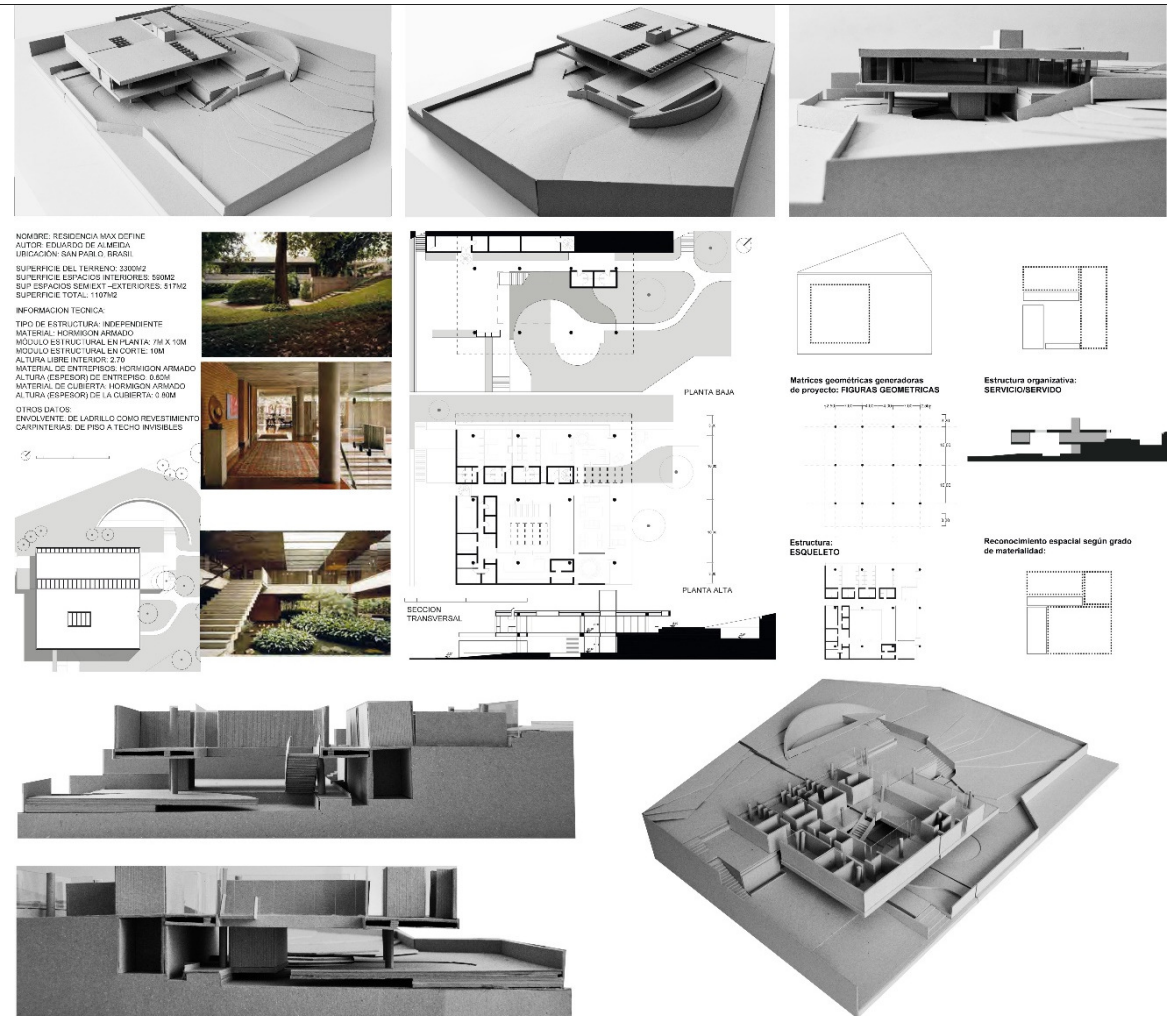 NOMBRE: RESIDENCIA MAX DEFINE
AUTOR: EDUARDO DE ALMEIDA
UBICACIÓN: SAN PABLO, BRASIL
SUPERFICIE DEL TERRENO: 3300M2
SUPERFICIE ESPACIOS INTERIORES: 590M2
SUP ESPACIOS SEMIEXT –EXTERIORES: 517M2
SUPERFICIE TOTAL: 1107M2
INFORMACION TECNICA:
TIPO DE ESTRUCTURA: INDEPENDIENTE
MATERIAL: HORMIGON ARMADO
MÓDULO ESTRUCTURAL EN PLANTA: 7M X 10M
MODULO ESTRUCTURAL EN CORTE: 10M
ALTURA LIBRE INTERIOR: 2.70
MATERIAL DE ENTREPISOS: HORMIGON ARMADO
ALTURA (ESPESOR) DE ENTREPISO: 0.60M
MATERIAL DE CUBIERTA: HORMIGON ARMADO
ALTURA (ESPESOR) DE LA CUBIERTA: 0.80M
OTROS DATOS:
ENVOLVENTE: DE LADRILLO COMO REVESTIMIENTO
CARPINTERIAS: DE PISO A TECHO INVISIBLES
PLANTA BAJA
PLANTA ALTA
SECCION
TRANSVERSAL
Matrices geométricas generadoras
de proyecto: FIGURAS GEOMETRICAS
Estructura organizativa:
SERVICIO/SERVIDO
Estructura:
ESQUELETO
Reconocimiento espacial según grado
de materialidad: